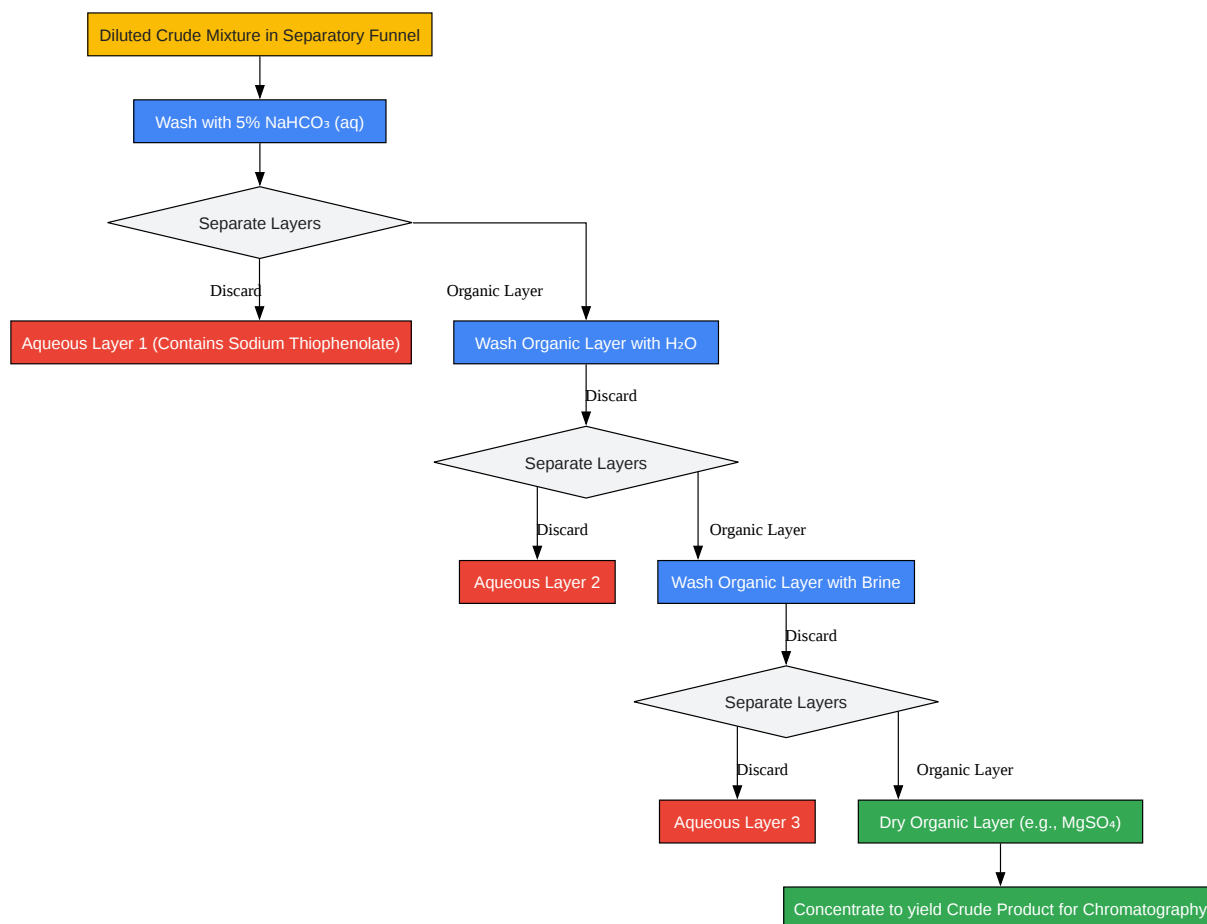 Diluted Crude Mixture in Separatory Funnel
Wash with 5% NaHCO₃ (aq)
Separate Layers
Discard
Organic Layer
Aqueous Layer 1 (Contains Sodium Thiophenolate)
Wash Organic Layer with H₂O
Discard
Separate Layers
Discard
Organic Layer
Aqueous Layer 2
Wash Organic Layer with Brine
Discard
Separate Layers
Discard
Organic Layer
Aqueous Layer 3
Dry Organic Layer (e.g., MgSO₄)
Concentrate to yield Crude Product for Chromatography